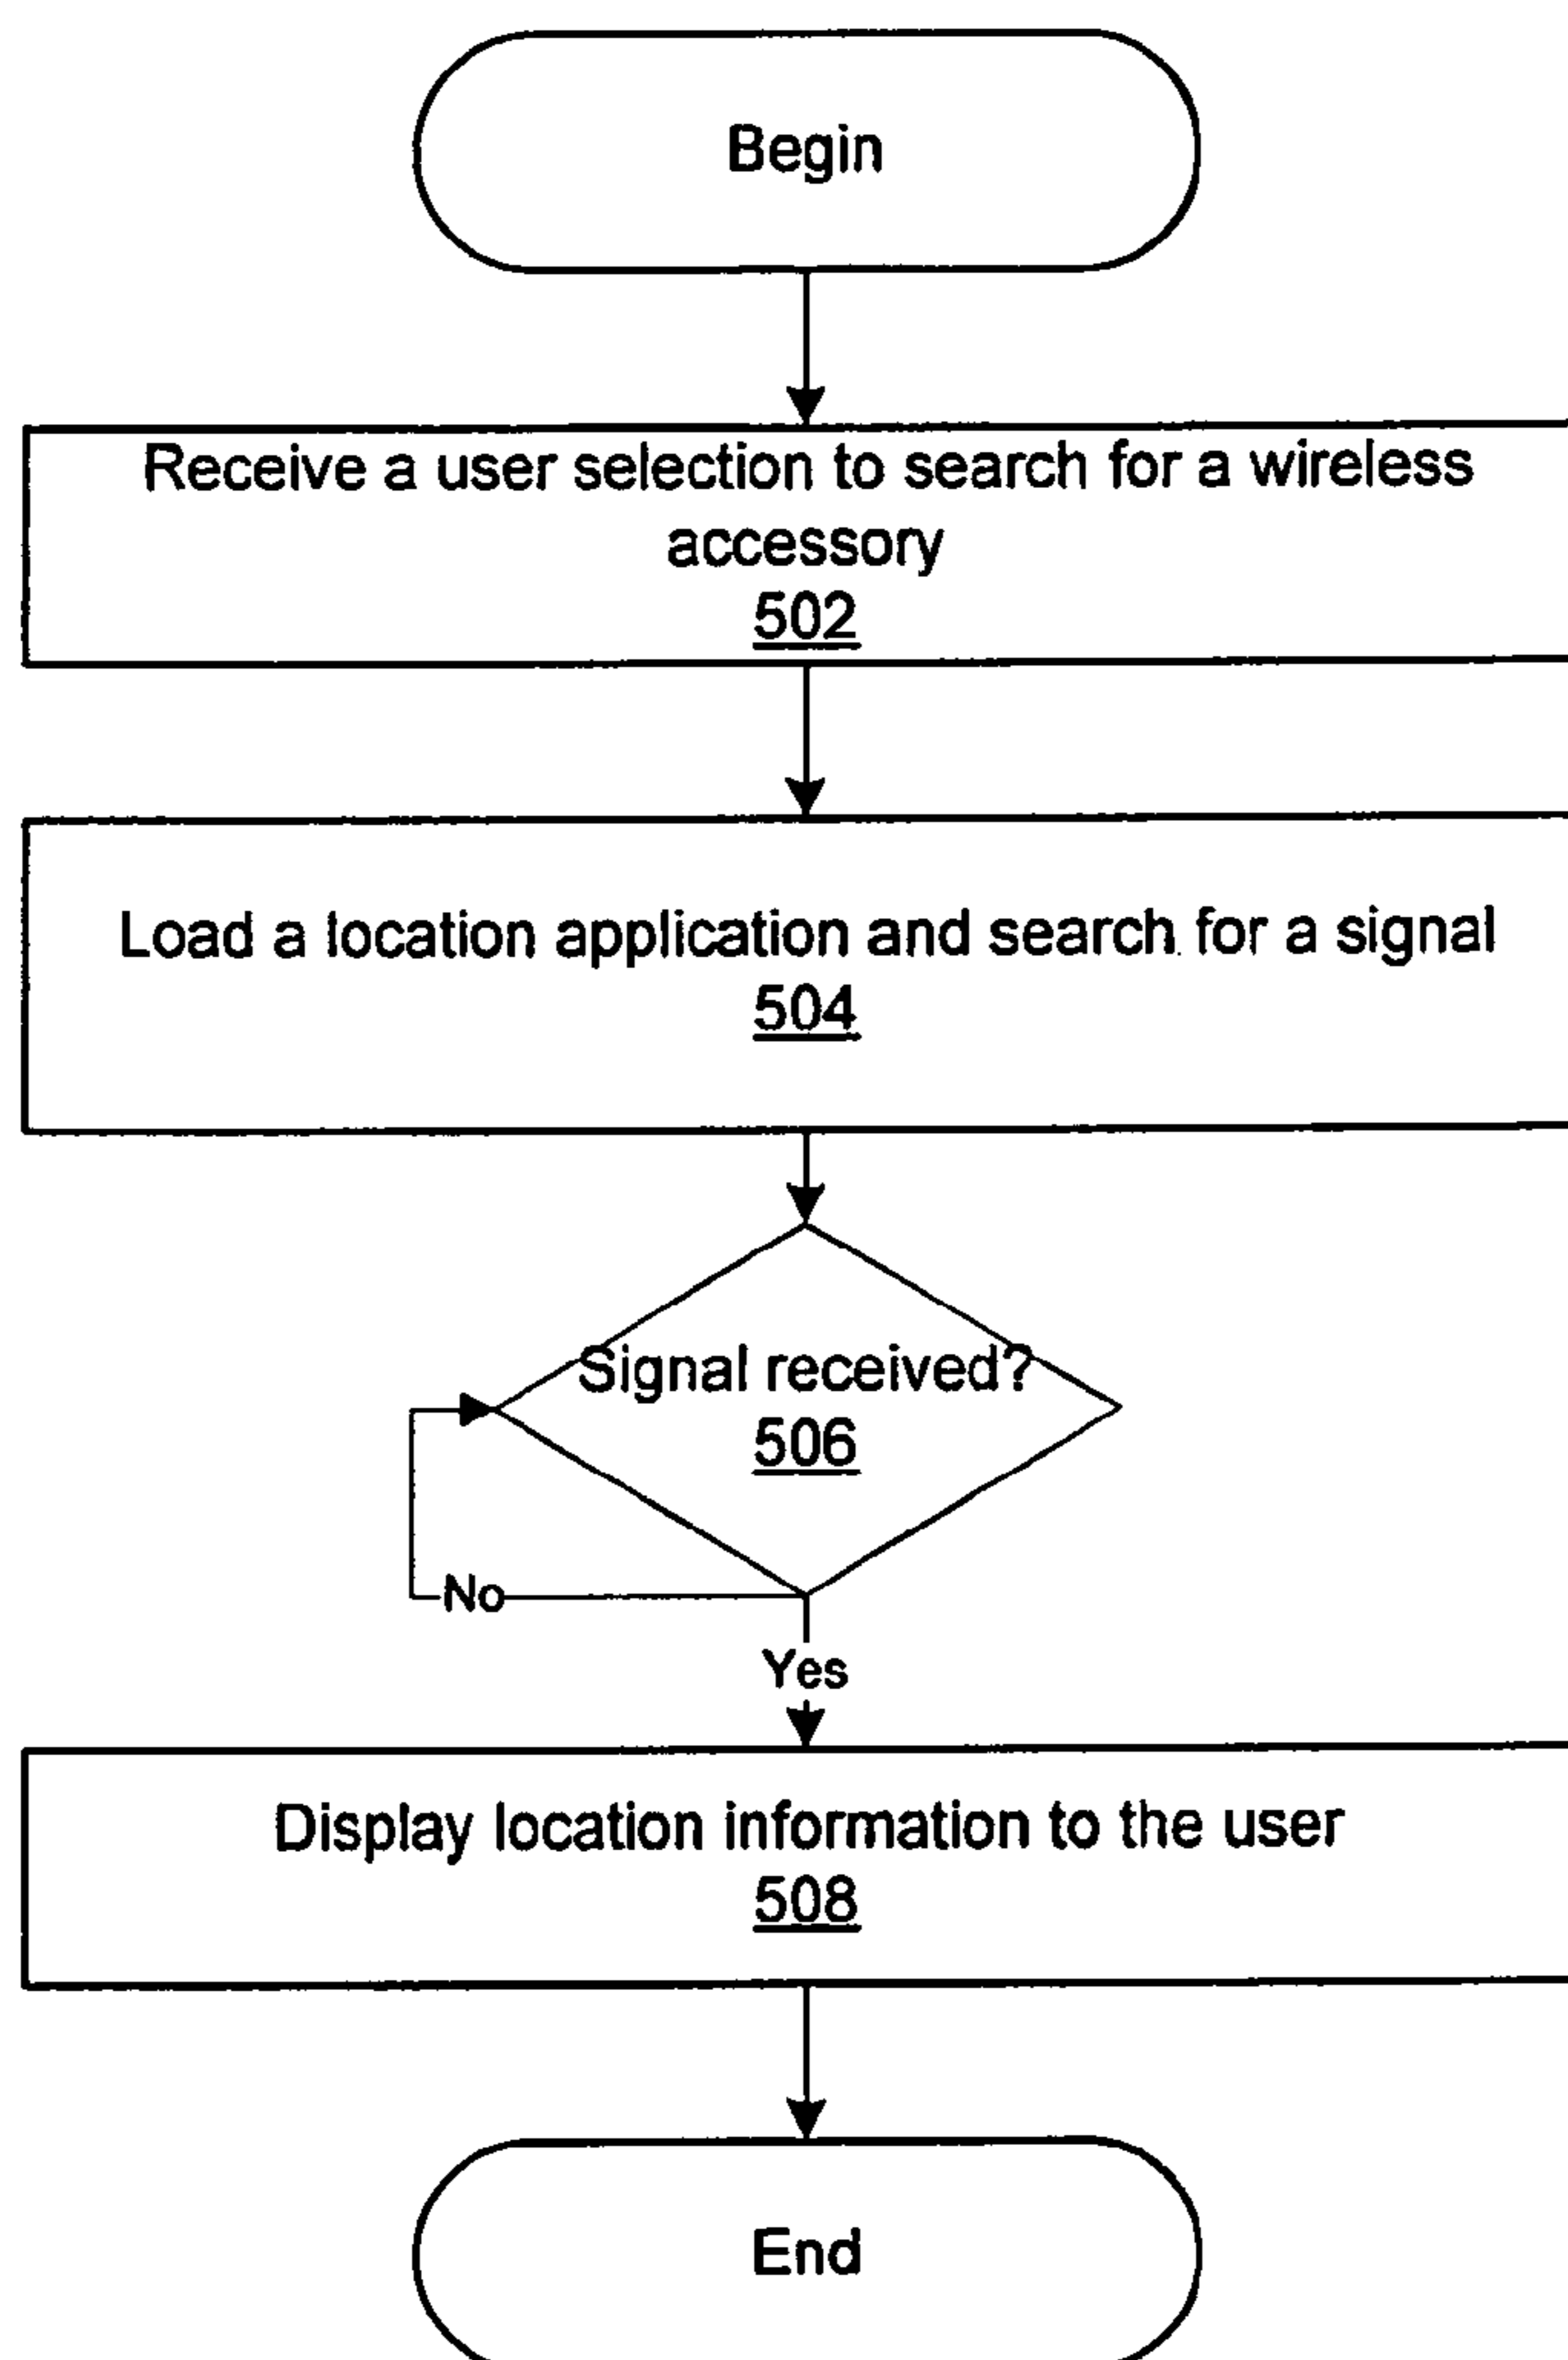 Begin
Receive a user selection to search for a wireless
accessory
502
Load a location application and search for a signal
504
Signal received?
506
No
Yes
Display location information to the user
508
End